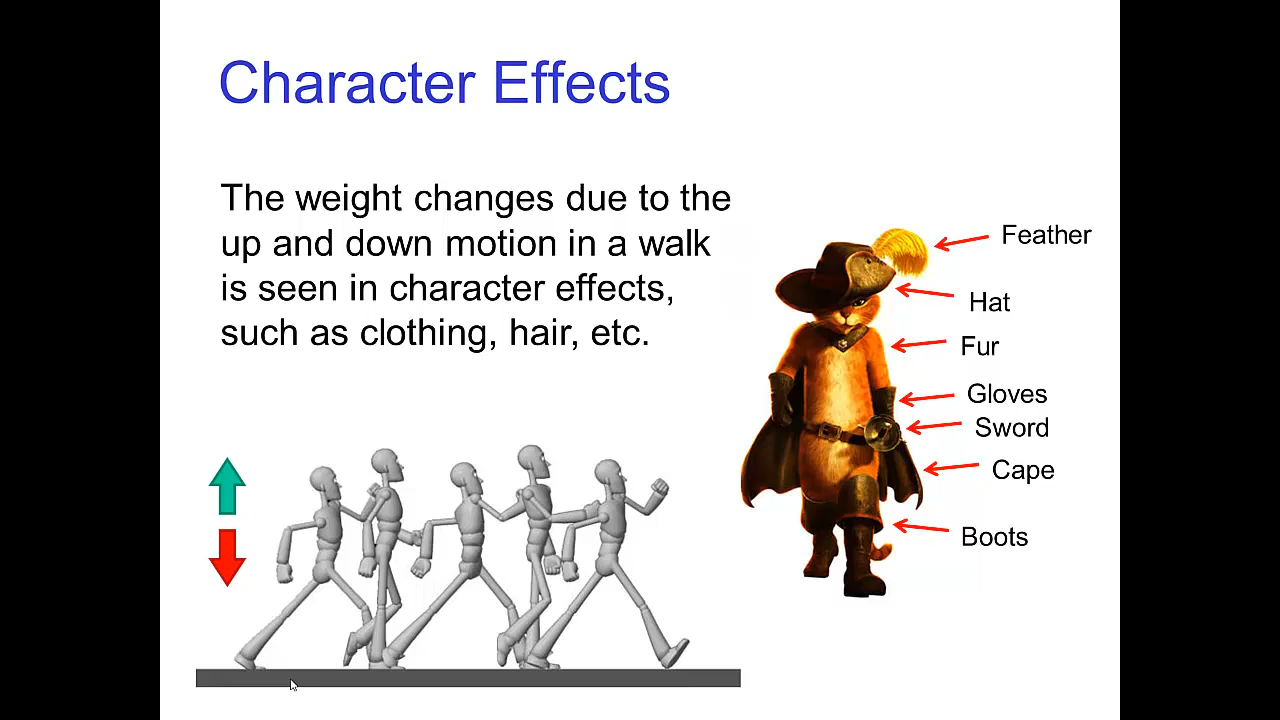 Character Effects
The weight changes due to the
up and down motion in a walk
is seen in character effects,
such as clothing, hair, etc.
Feather
Hat
Fur
Gloves
Sword
Cape
Boots